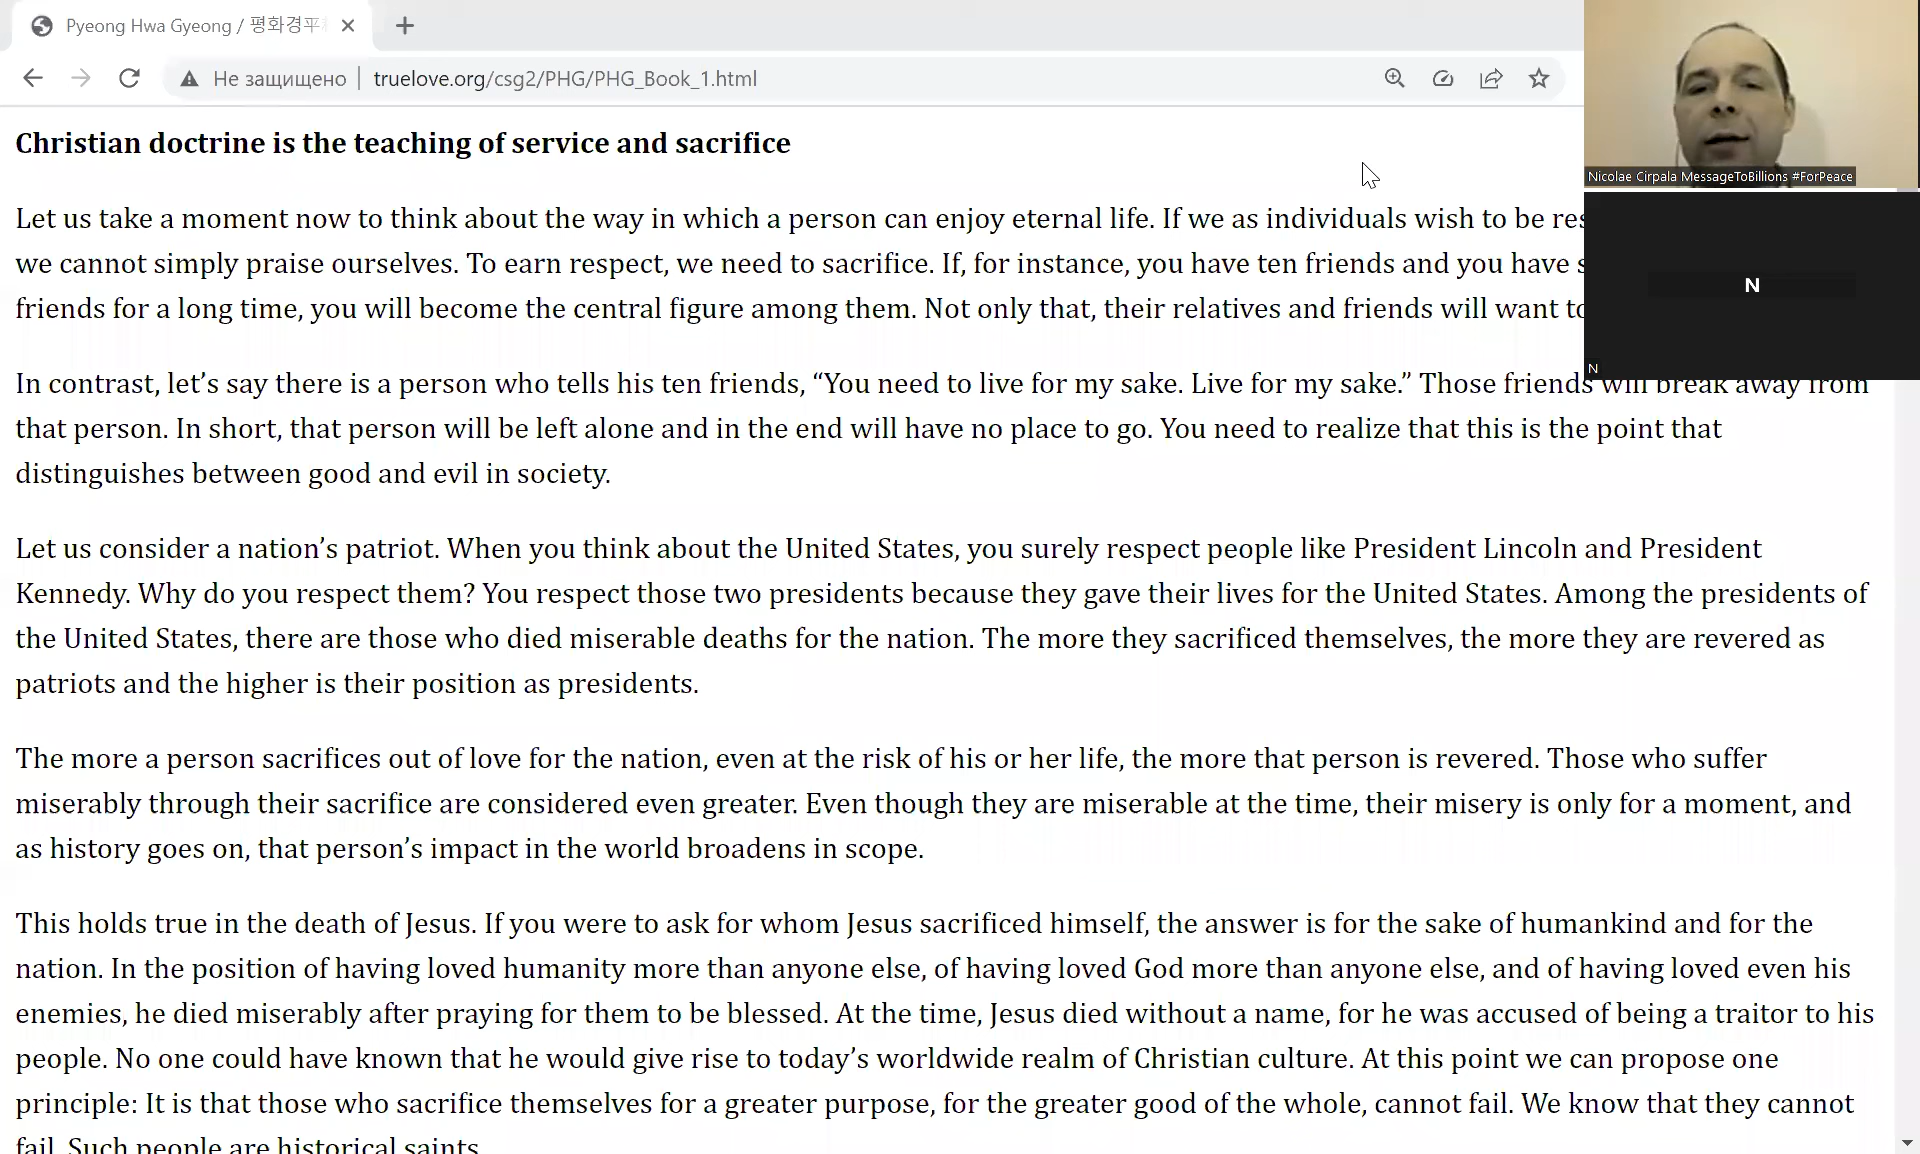 Pyeong Hwa Gyeong / 평화경平
Не защищено
truelove.org/csg2/PHG/PHG_Book_1.html
Nicolae Cirpala MessageToBillions #ForPeace
N
N
Christian doctrine is the teaching of service and sacrifice
Let us take a moment now to think about the way in which a person can enjoy eternal life. If we as individuals wish to be
we cannot simply praise ourselves. To earn respect, we need to sacrifice. If, for instance, you have ten friends and you have
friends for a long time, you will become the central figure among them. Not only that, their relatives and friends will want
In contrast, let’s say there is a person who tells his ten friends, “You need to live for my sake. Live for my sake.” Those friends will break away from
that person. In short, that person will be left alone and in the end will have no place to go. You need to realize that this is the point that
distinguishes between good and evil in society.
Let us consider a nation’s patriot. When you think about the United States, you surely respect people like President Lincoln and President
Kennedy. Why do you respect them? You respect those two presidents because they gave their lives for the United States. Among the presidents of
the United States, there are those who died miserable deaths for the nation. The more they sacrificed themselves, the more they are revered as
patriots and the higher is their position as presidents.
The more a person sacrifices out of love for the nation, even at the risk of his or her life, the more that person is revered. Those who suffer
miserably through their sacrifice are considered even greater. Even though they are miserable at the time, their misery is only for a moment, and
as history goes on, that person’s impact in the world broadens in scope.
This holds true in the death of Jesus. If you were to ask for whom Jesus sacrificed himself, the answer is for the sake of humankind and for the
nation. In the position of having loved humanity more than anyone else, of having loved God more than anyone else, and of having loved even his
enemies, he died miserably after praying for them to be blessed. At the time, Jesus died without a name, for he was accused of being a traitor to his
people. No one could have known that he would give rise to today’s worldwide realm of Christian culture. At this point we can propose one
principle: It is that those who sacrifice themselves for a greater purpose, for the greater good of the whole, cannot fail. We know that they cannot
fail. Such people are historical saints.